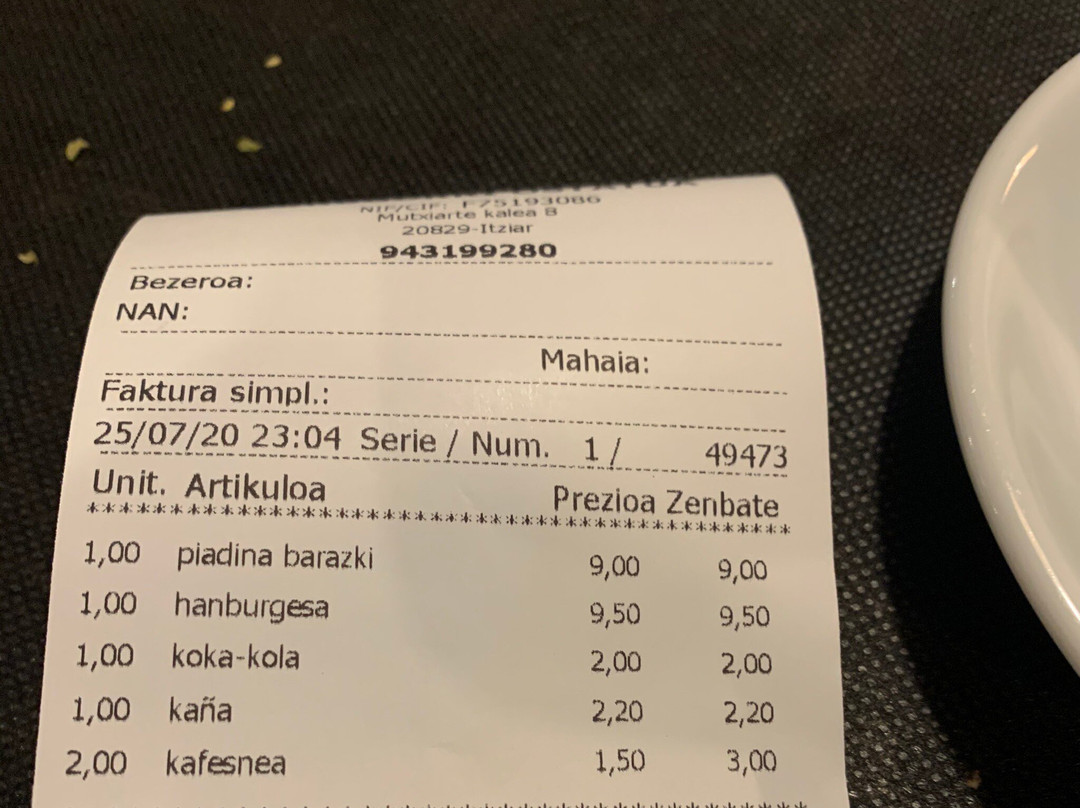 NIF/CIF: F75193086
Mutxiarte kalea 8
20829-Itziar
943199280
Bezeroa:
NAN:
Mahaia:
Faktura simpl.:
25/07/20 23:04 Serie / Num. 1 / 49473
Unit. Artikuloa Prezioa Zenbate
*******************************************
1,00 piadina barazki 9,00 9,00
1,00 hanburgesa 9,50 9,50
1,00 koka-kola 2,00 2,00
1,00 kaña 2,20 2,20
2,00 kafesnea 1,50 3,00